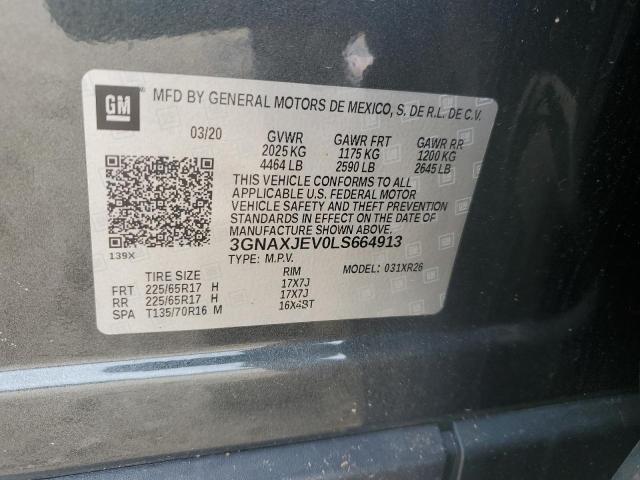 GM
MFD BY GENERAL MOTORS DE MEXICO, S. DE R.L. DE C.V.
03/20 GVWR GAWR FRT GAWR RR
2025 KG 1175 KG 1200 KG
4464 LB 2590 LB 2645 LB
THIS VEHICLE CONFORMS TO ALL
APPLICABLE U.S. FEDERAL MOTOR
VEHICLE SAFETY AND THEFT PREVENTION
STANDARDS IN EFFECT ON THE DATE OF
MANUFACTURE SHOWN ABOVE.
3GNAXJEV0LS664913
139X TYPE: M.P.V.
TIRE SIZE RIM MODEL: 031XR26
FRT 225/65R17 H 17X7J
RR 225/65R17 H 17X7J
SPA T135/70R16 M 16X4BT